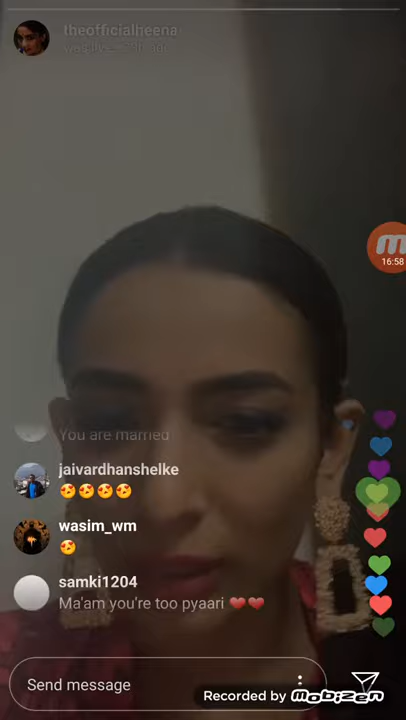 theofficialheena
M
16:58
You are married
jaivardhanshelke
wasim_wm
samki1204
Ma'am you're too pyaari
Send message
Recorded by Mobizen